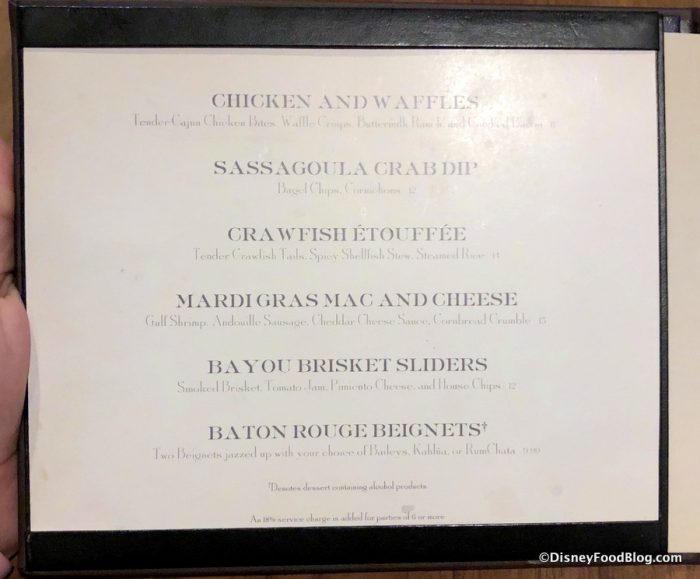 CHICKEN AND WAFFLES
Tender Cajun Chicken Bites, Waffle Crisps, Buttermilk Ranch, and Candied Bacon
SASSAGOULA CRAB DIP
Bagel Chips, Cornichons 12
CRAWFISH ÉTOUFFÉE
Tender Crawfish Tails, Spicy Shellfish Stew, Steamed Rice 14
MARDI GRAS MAC AND CHEESE
Gulf Shrimp, Andouille Sausage, Cheddar Cheese Sauce, Cornbread Crumble
BAYOU BRISKET SLIDERS
Smoked Brisket, Tomato Jam, Pimiento Cheese, and House Chips 12
BATON ROUGE BEIGNETS†
Two Beignets jazzed up with your choice of Baileys, Kahlúa, or RumChata
†Denotes dessert containing alcohol products.
An 18% service charge is added for parties of 6 or more
©DisneyFoodBlog.com